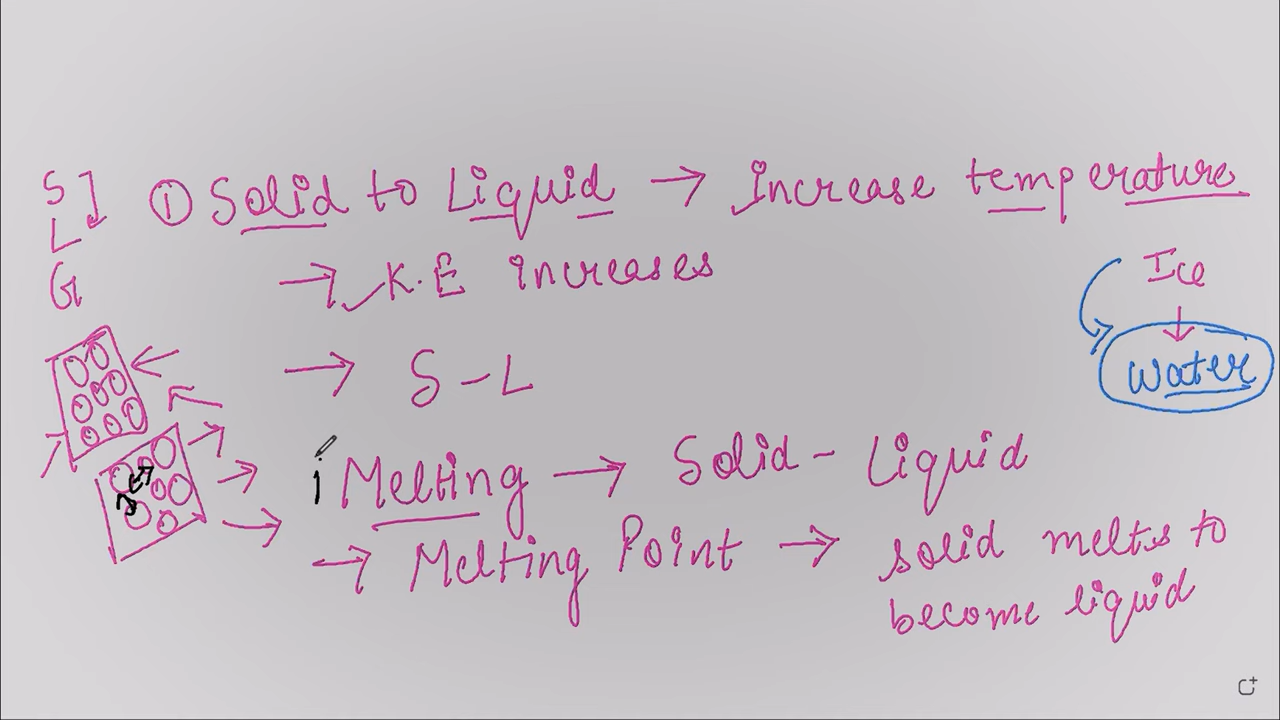 S
L
G
① Solid to Liquid → Increase temperature
→ K.E increases
→ S-L
i Melting → Solid - Liquid
→ Melting Point → solid melts to
become liquid
Ice
↓
Water